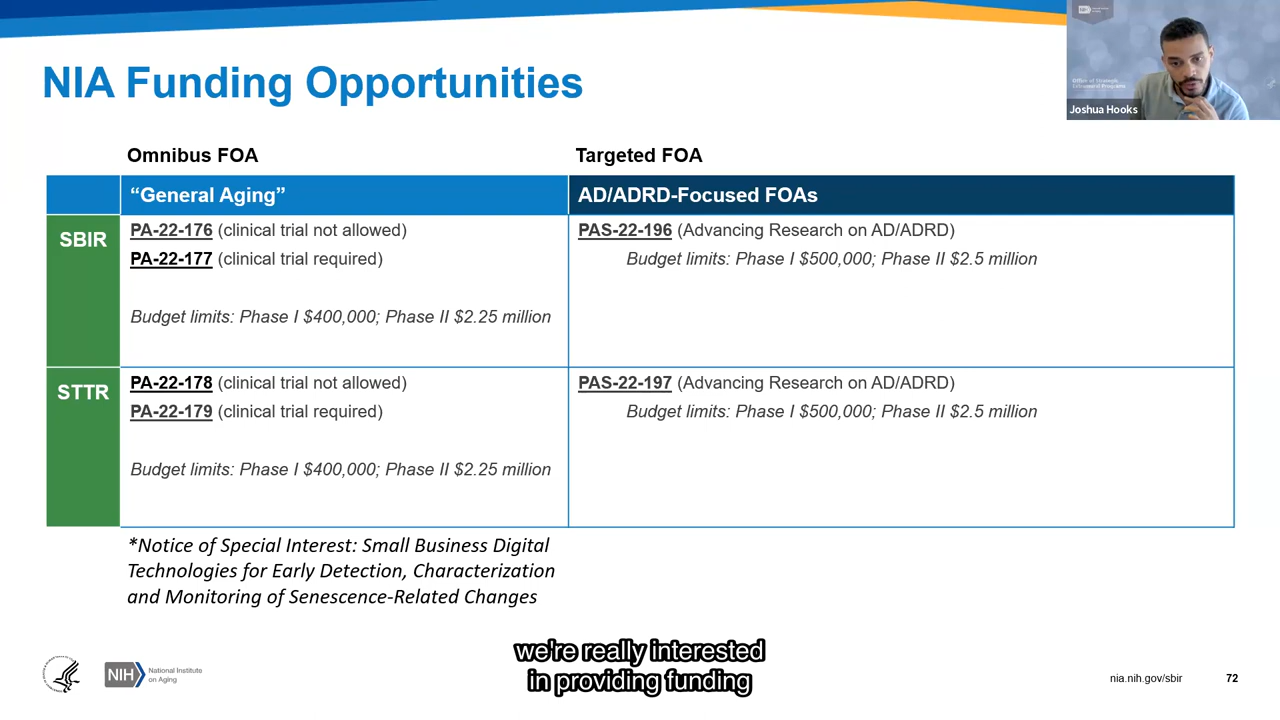 NIA Funding Opportunities
Office of Strategic
Extramural Programs
Joshua Hooks
Omnibus FOA
Targeted FOA
“General Aging”
AD/ADRD-Focused FOAs
SBIR
PA-22-176 (clinical trial not allowed)
PA-22-177 (clinical trial required)
Budget limits: Phase I $400,000; Phase II $2.25 million
PAS-22-196 (Advancing Research on AD/ADRD)
Budget limits: Phase I $500,000; Phase II $2.5 million
STTR
PA-22-178 (clinical trial not allowed)
PA-22-179 (clinical trial required)
Budget limits: Phase I $400,000; Phase II $2.25 million
PAS-22-197 (Advancing Research on AD/ADRD)
Budget limits: Phase I $500,000; Phase II $2.5 million
*Notice of Special Interest: Small Business Digital
Technologies for Early Detection, Characterization
and Monitoring of Senescence-Related Changes
we're really interested
in providing funding
NIH
National Institute
on Aging
nia.nih.gov/sbir
72